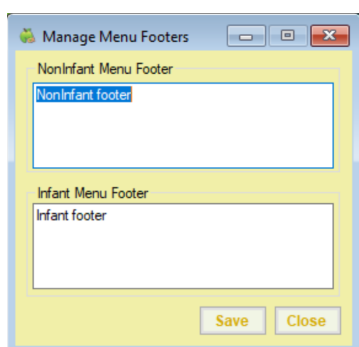 Manage Menu Footers
NonInfant Menu Footer
NonInfant footer
Infant Menu Footer
Infant footer
Save Close